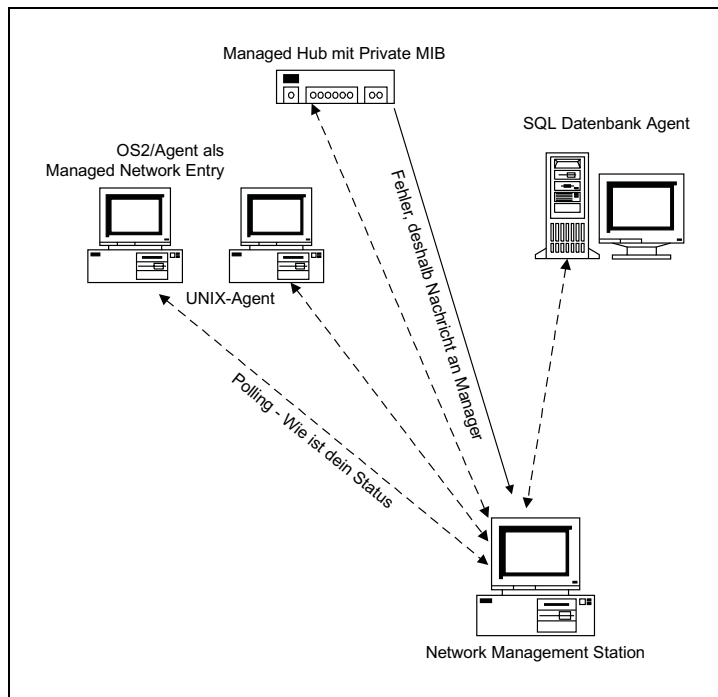 Managed Hub mit Private MIB
SQL Datenbank Agent
OS2/Agent als
Managed Network Entry
UNIX-Agent
Fehler, deshalb Nachricht an Manager
Polling - Wie ist dein Status
Network Management Station